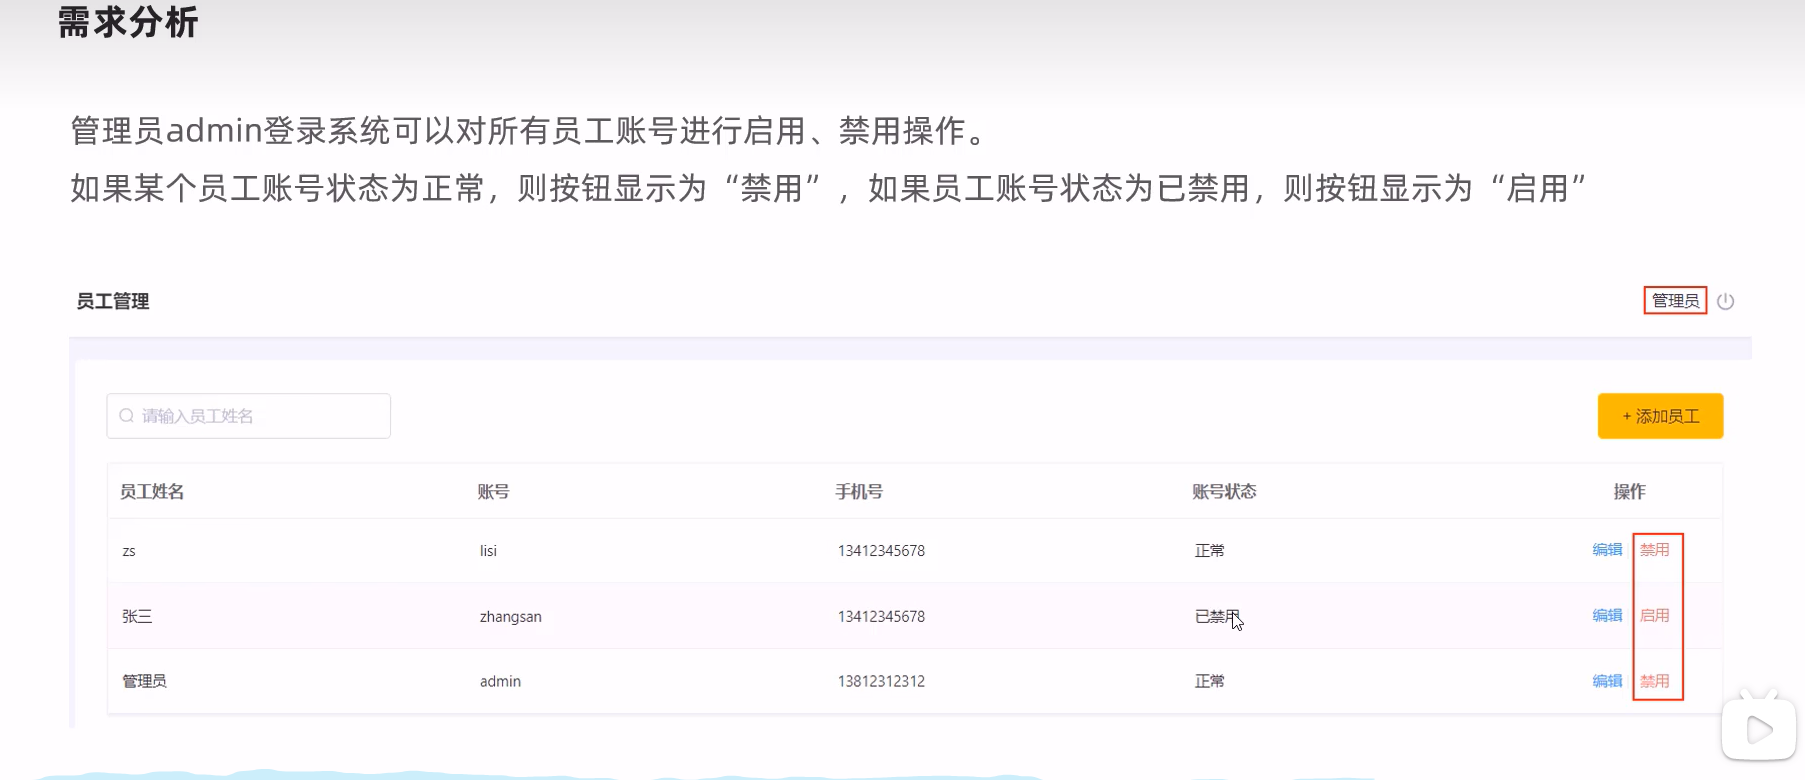 需求分析
管理员admin登录系统可以对所有员工账号进行启用、禁用操作。
如果某个员工账号状态为正常，则按钮显示为“禁用”，如果员工账号状态为已禁用，则按钮显示为“启用”
员工管理 管理员
请输入员工姓名 + 添加员工
员工姓名 账号 手机号 账号状态 操作
zs lisi 13412345678 正常 编辑 禁用
张三 zhangsan 13412345678 已禁用 编辑 启用
管理员 admin 13812312312 正常 编辑 禁用